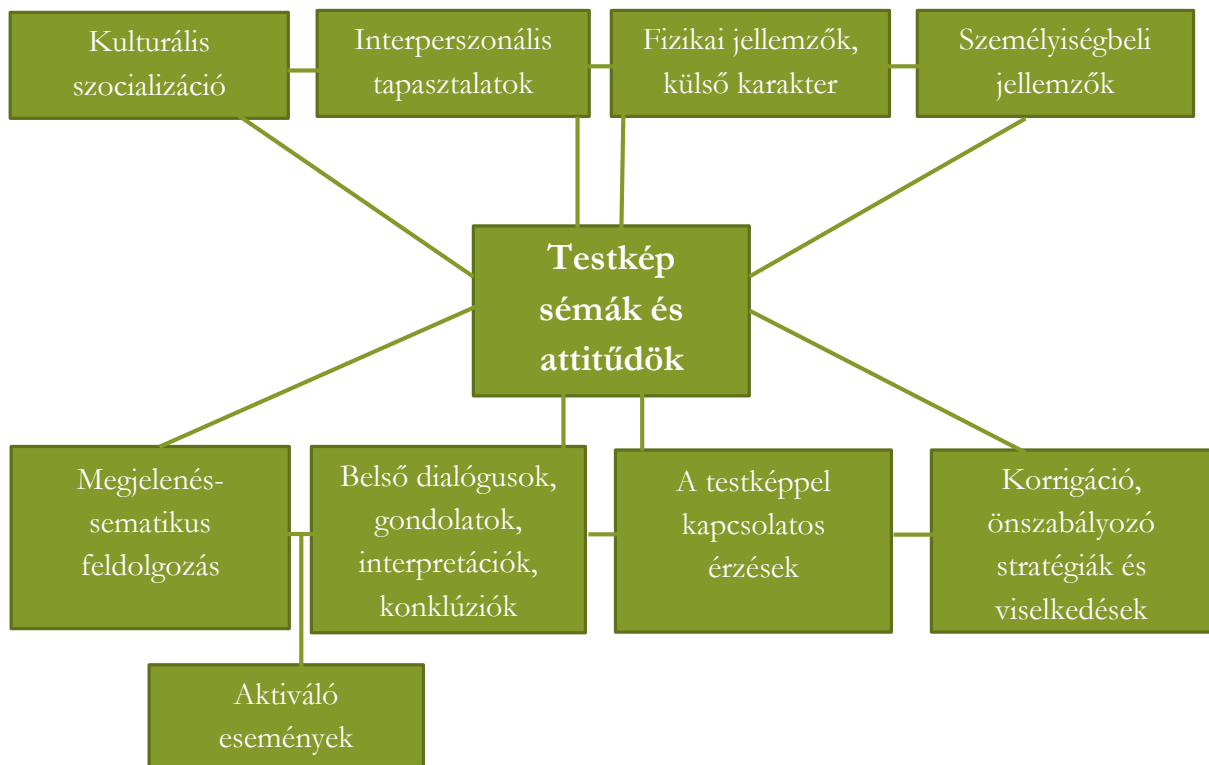 Kulturális
szocializáció
Interperszonális
tapasztalatok
Fizikai jellemzők,
külső karakter
Személyiségbeli
jellemzők
Testkép
sémák és
attitűdök
Megjelenés-
sematikus
feldolgozás
Belső dialógusok,
gondolatok,
interpretációk,
konklúziók
A testképpel
kapcsolatos
érzések
Korrigáció,
önszabályozó
stratégiák és
viselkedések
Aktiváló
események